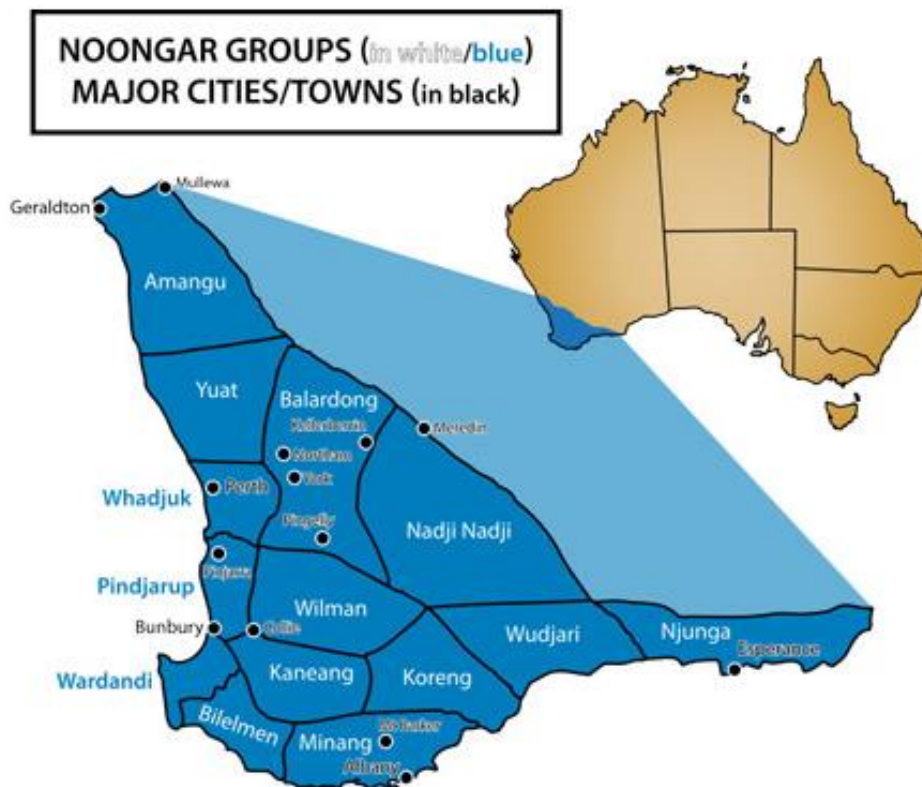 NOONGAR GROUPS (in white/blue)
MAJOR CITIES/TOWNS (in black)
Mullewa
Geraldton
Amangu
Yuat
Balardong
Kellerberrin
Meredin
Northam
York
Whadjuk
Perth
Pingelly
Nadji Nadji
Pinjarra
Pindjarup
Wilman
Bunbury
Collie
Wudjari
Njunga
Esperance
Wardandi
Kaneang
Koreng
Bilelmen
Minang
Mt Barker
Albany